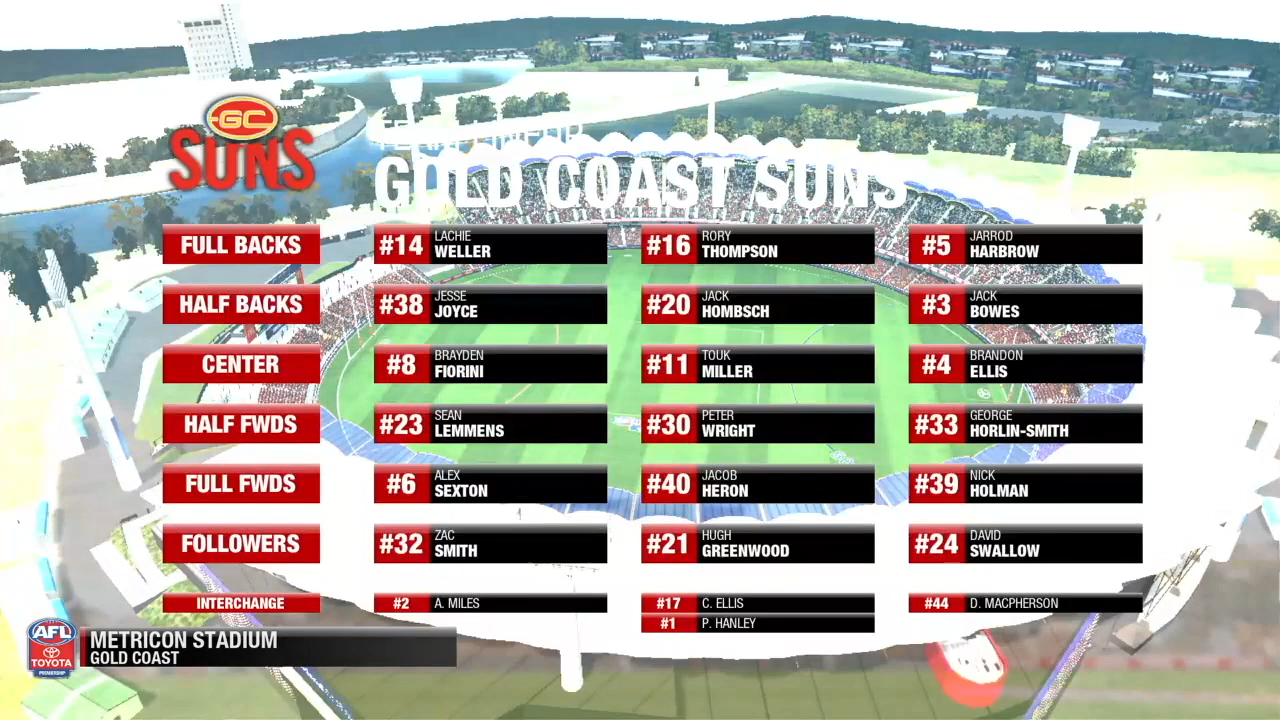 GC
SUNS
TEAM LINEUP
GOLD COAST SUNS
FULL BACKS
#14 LACHIE WELLER
#16 RORY THOMPSON
#5 JARROD HARBROW
HALF BACKS
#38 JESSE JOYCE
#20 JACK HOMBSCH
#3 JACK BOWES
CENTER
#8 BRAYDEN FIORINI
#11 TOUK MILLER
#4 BRANDON ELLIS
HALF FWDS
#23 SEAN LEMMENS
#30 PETER WRIGHT
#33 GEORGE HORLIN-SMITH
FULL FWDS
#6 ALEX SEXTON
#40 JACOB HERON
#39 NICK HOLMAN
FOLLOWERS
#32 ZAC SMITH
#21 HUGH GREENWOOD
#24 DAVID SWALLOW
INTERCHANGE
#2 A. MILES
#17 C. ELLIS
#44 D. MACPHERSON
#1 P. HANLEY
AFL
TOYOTA
PREMIERSHIP
METRICON STADIUM
GOLD COAST